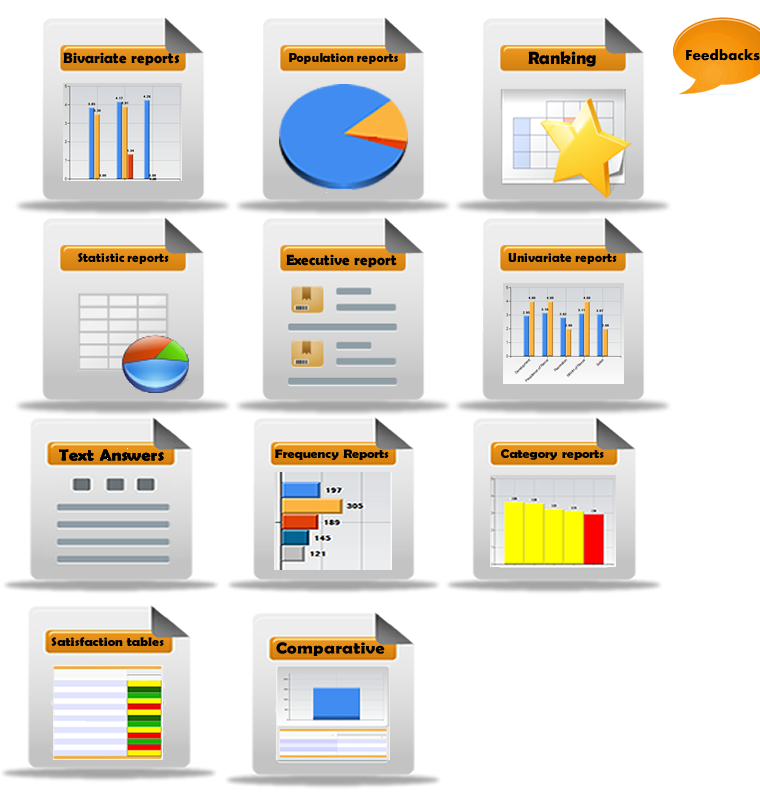 Bivariate reports
Population reports
Ranking
Feedbacks
Statistic reports
Executive report
Univariate reports
Text Answers
Frequency Reports
197
305
189
145
121
Category reports
Satisfaction tables
Comparative